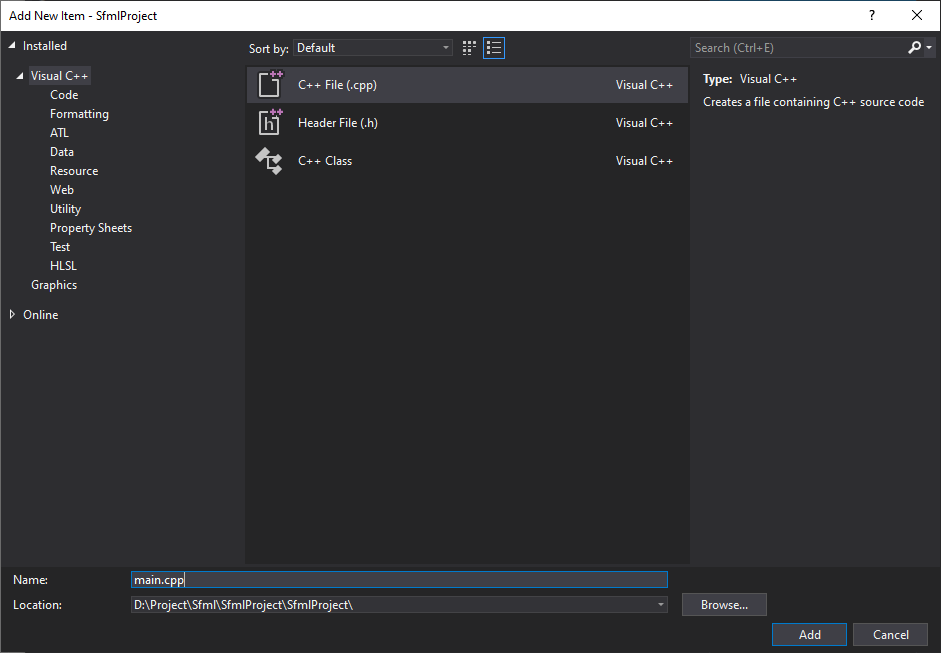 Add New Item - SfmlProject
?
Installed
Visual C++
Code
Formatting
ATL
Data
Resource
Web
Utility
Property Sheets
Test
HLSL
Graphics
Online
Sort by: Default
C++ File (.cpp) Visual C++
Header File (.h) Visual C++
C++ Class Visual C++
Search (Ctrl+E)
Type: Visual C++
Creates a file containing C++ source code
Name: main.cpp
Location: D:\Project\Sfml\SfmlProject\SfmlProject\
Browse...
Add Cancel